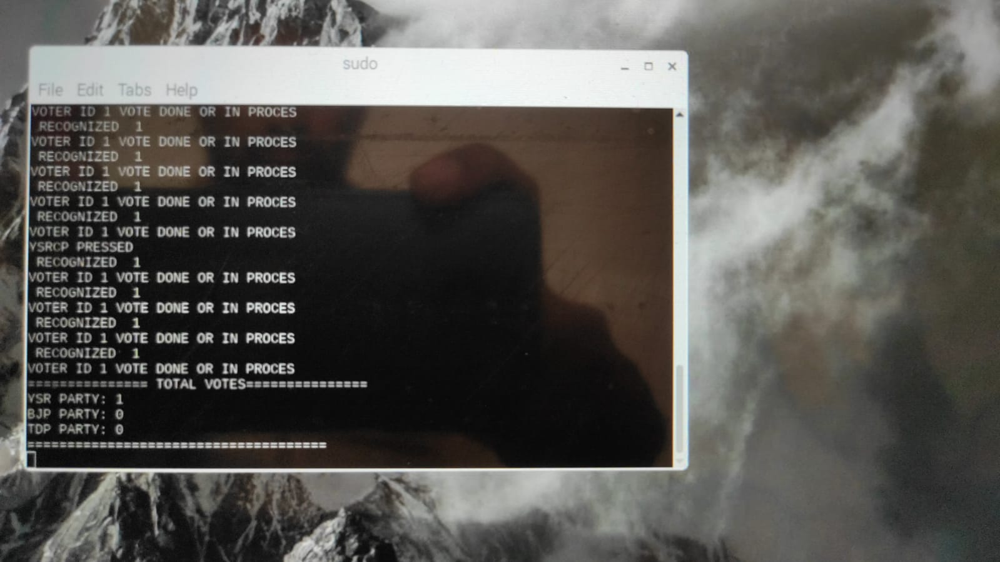 sudo
File Edit Tabs Help
VOTER ID 1 VOTE DONE OR IN PROCES
RECOGNIZED 1
VOTER ID 1 VOTE DONE OR IN PROCES
RECOGNIZED 1
VOTER ID 1 VOTE DONE OR IN PROCES
RECOGNIZED 1
VOTER ID 1 VOTE DONE OR IN PROCES
RECOGNIZED 1
VOTER ID 1 VOTE DONE OR IN PROCES
YSRCP PRESSED
RECOGNIZED 1
VOTER ID 1 VOTE DONE OR IN PROCES
RECOGNIZED 1
VOTER ID 1 VOTE DONE OR IN PROCES
RECOGNIZED 1
VOTER ID 1 VOTE DONE OR IN PROCES
RECOGNIZED 1
VOTER ID 1 VOTE DONE OR IN PROCES
=============== TOTAL VOTES===============
YSR PARTY: 1
BJP PARTY: 0
TDP PARTY: 0
=====================================